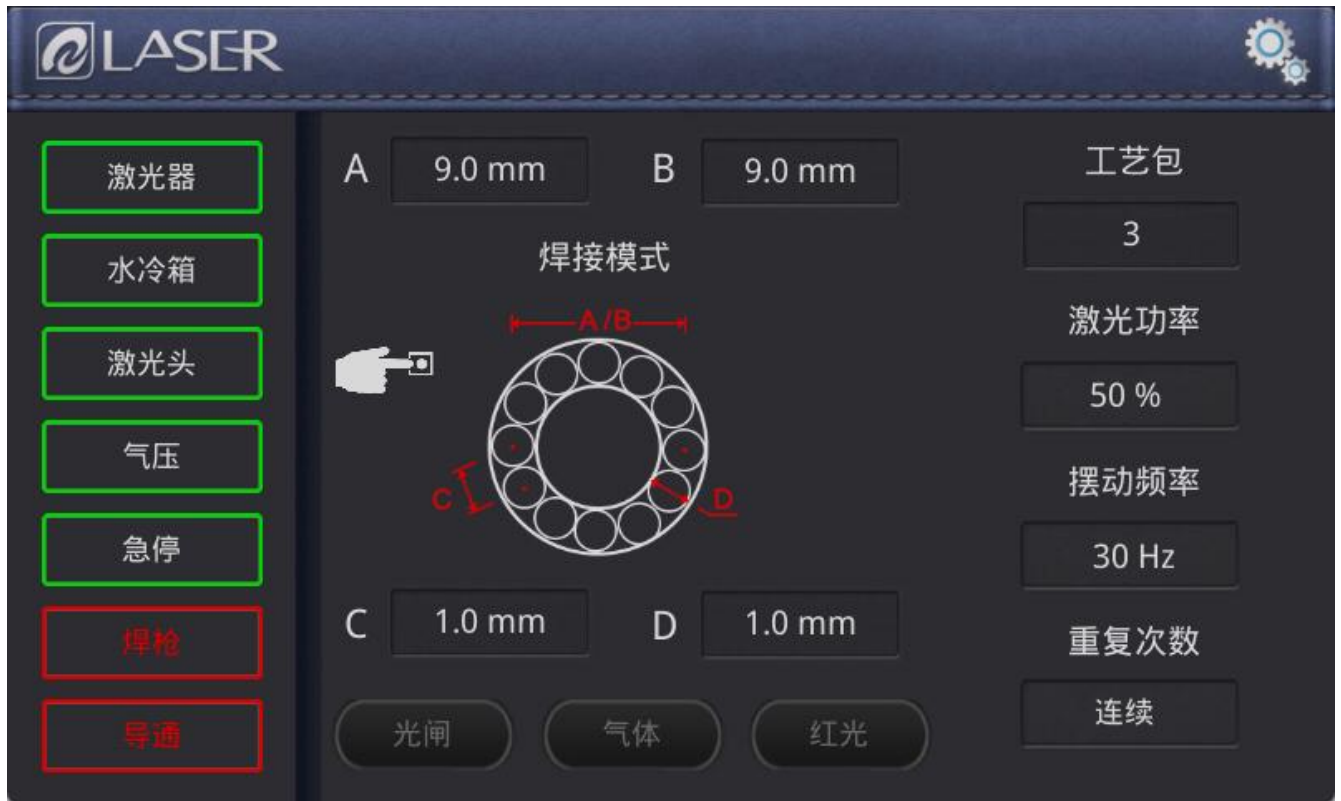 LASER
激光器
水冷箱
激光头
气压
急停
焊枪
导通
A 9.0 mm B 9.0 mm
焊接模式
A/B
C
D
C 1.0 mm D 1.0 mm
光闸 气体 红光
工艺包
3
激光功率
50 %
摆动频率
30 Hz
重复次数
连续